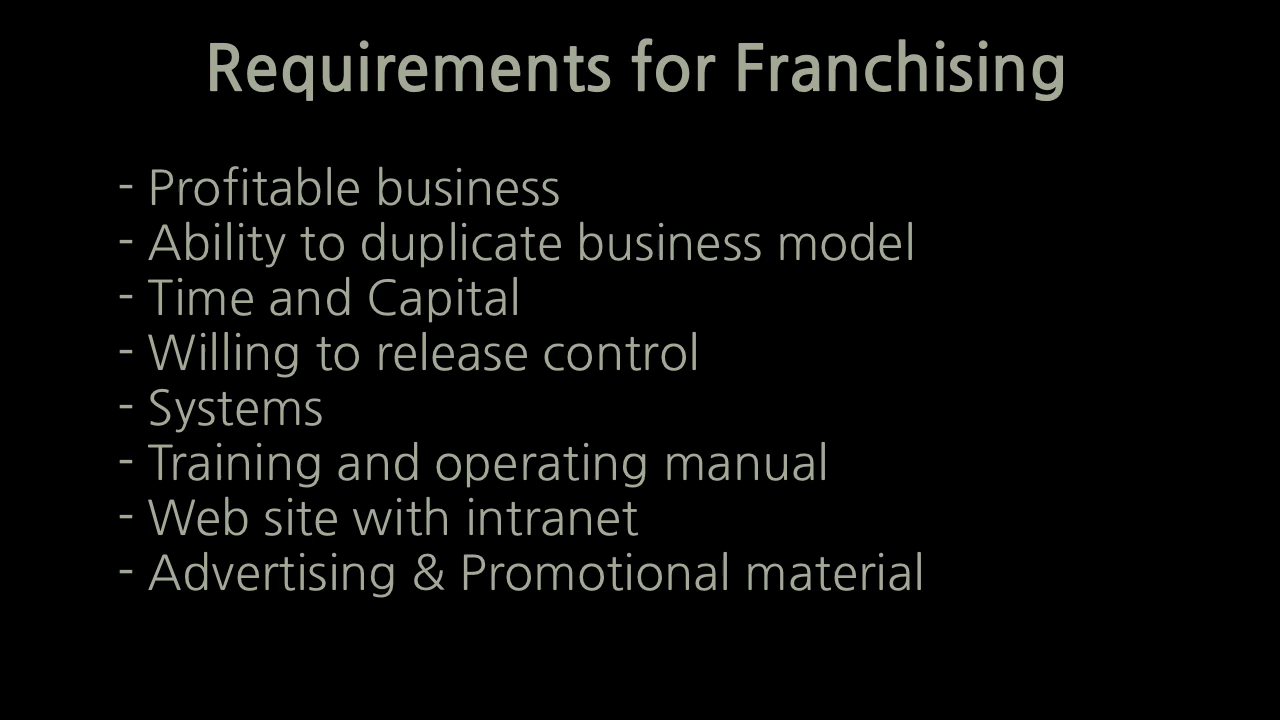 Requirements for Franchising
- Profitable business
- Ability to duplicate business model
- Time and Capital
- Willing to release control
- Systems
- Training and operating manual
- Web site with intranet
- Advertising & Promotional material